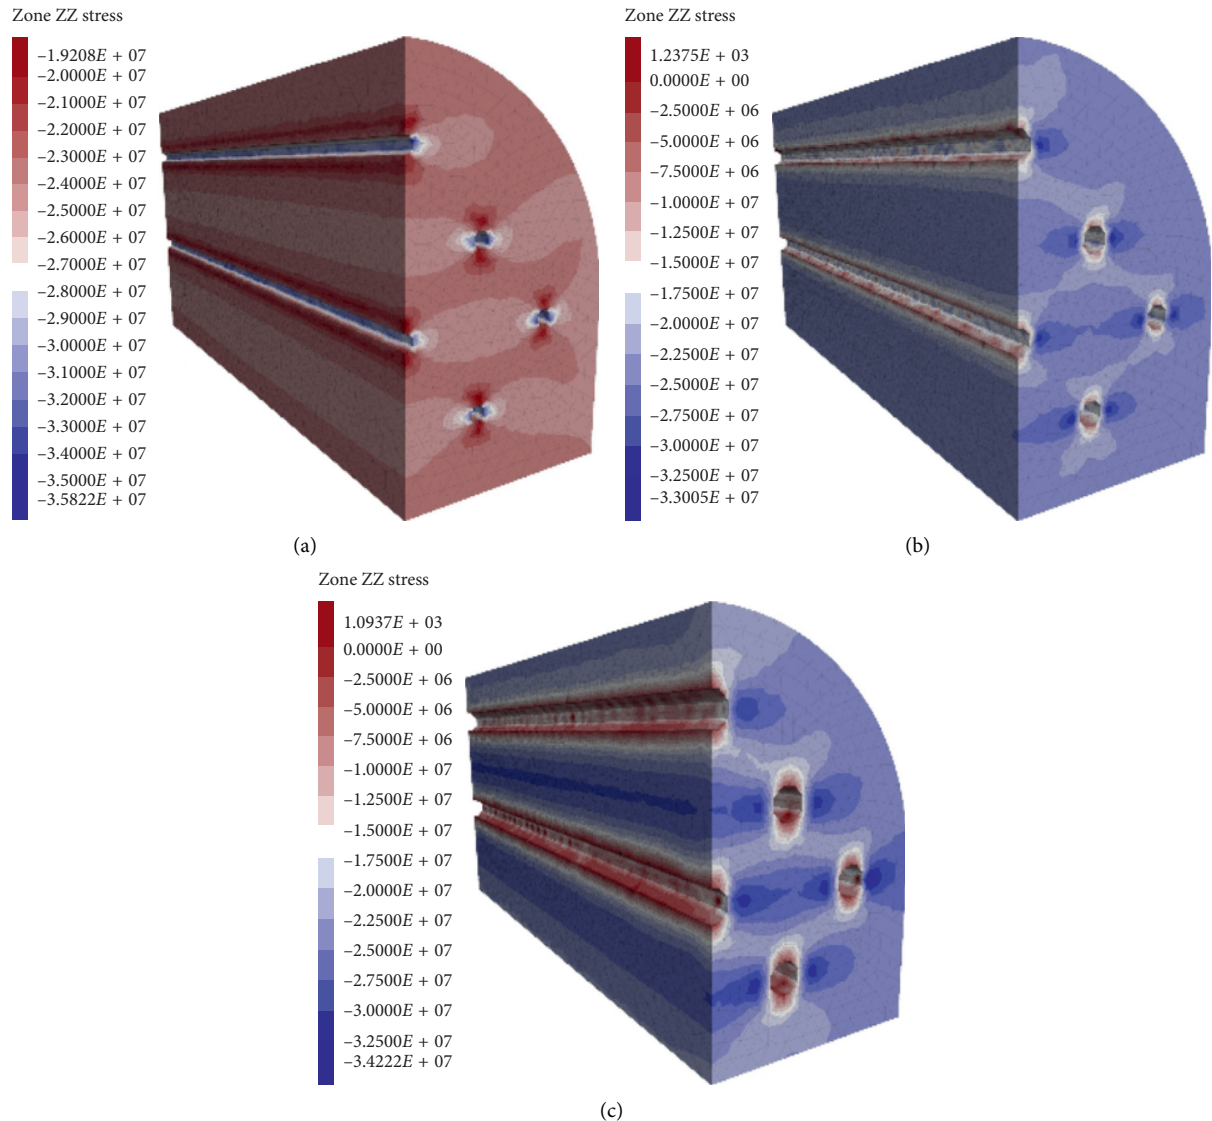 Zone ZZ stress
–1.9208E + 07
–2.0000E + 07
–2.1000E + 07
–2.2000E + 07
–2.3000E + 07
–2.4000E + 07
–2.5000E + 07
–2.6000E + 07
–2.7000E + 07
–2.8000E + 07
–2.9000E + 07
–3.0000E + 07
–3.1000E + 07
–3.2000E + 07
–3.3000E + 07
–3.4000E + 07
–3.5000E + 07
–3.5822E + 07
(a)
Zone ZZ stress
1.2375E + 03
0.0000E + 00
–2.5000E + 06
–5.0000E + 06
–7.5000E + 06
–1.0000E + 07
–1.2500E + 07
–1.5000E + 07
–1.7500E + 07
–2.0000E + 07
–2.2500E + 07
–2.5000E + 07
–2.7500E + 07
–3.0000E + 07
–3.2500E + 07
–3.3005E + 07
(b)
Zone ZZ stress
1.0937E + 03
0.0000E + 00
–2.5000E + 06
–5.0000E + 06
–7.5000E + 06
–1.0000E + 07
–1.2500E + 07
–1.5000E + 07
–1.7500E + 07
–2.0000E + 07
–2.2500E + 07
–2.5000E + 07
–2.7500E + 07
–3.0000E + 07
–3.2500E + 07
–3.4222E + 07
(c)